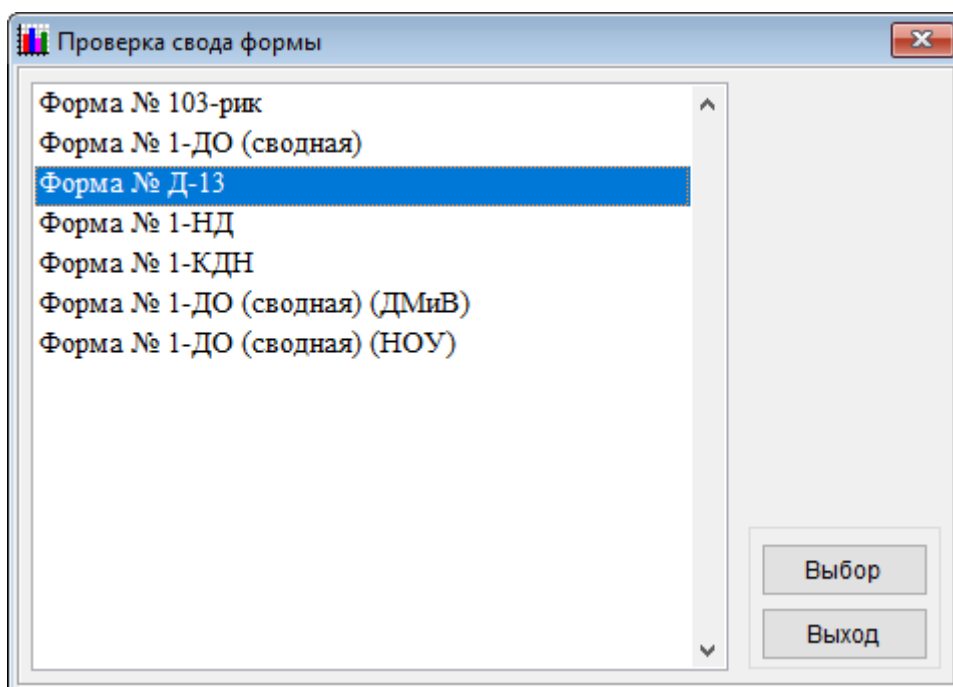 Проверка свода формы
Форма № 103-рик
Форма № 1-ДО (сводная)
Форма № Д-13
Форма № 1-НД
Форма № 1-КДН
Форма № 1-ДО (сводная) (ДМиВ)
Форма № 1-ДО (сводная) (НОУ)
Выбор
Выход